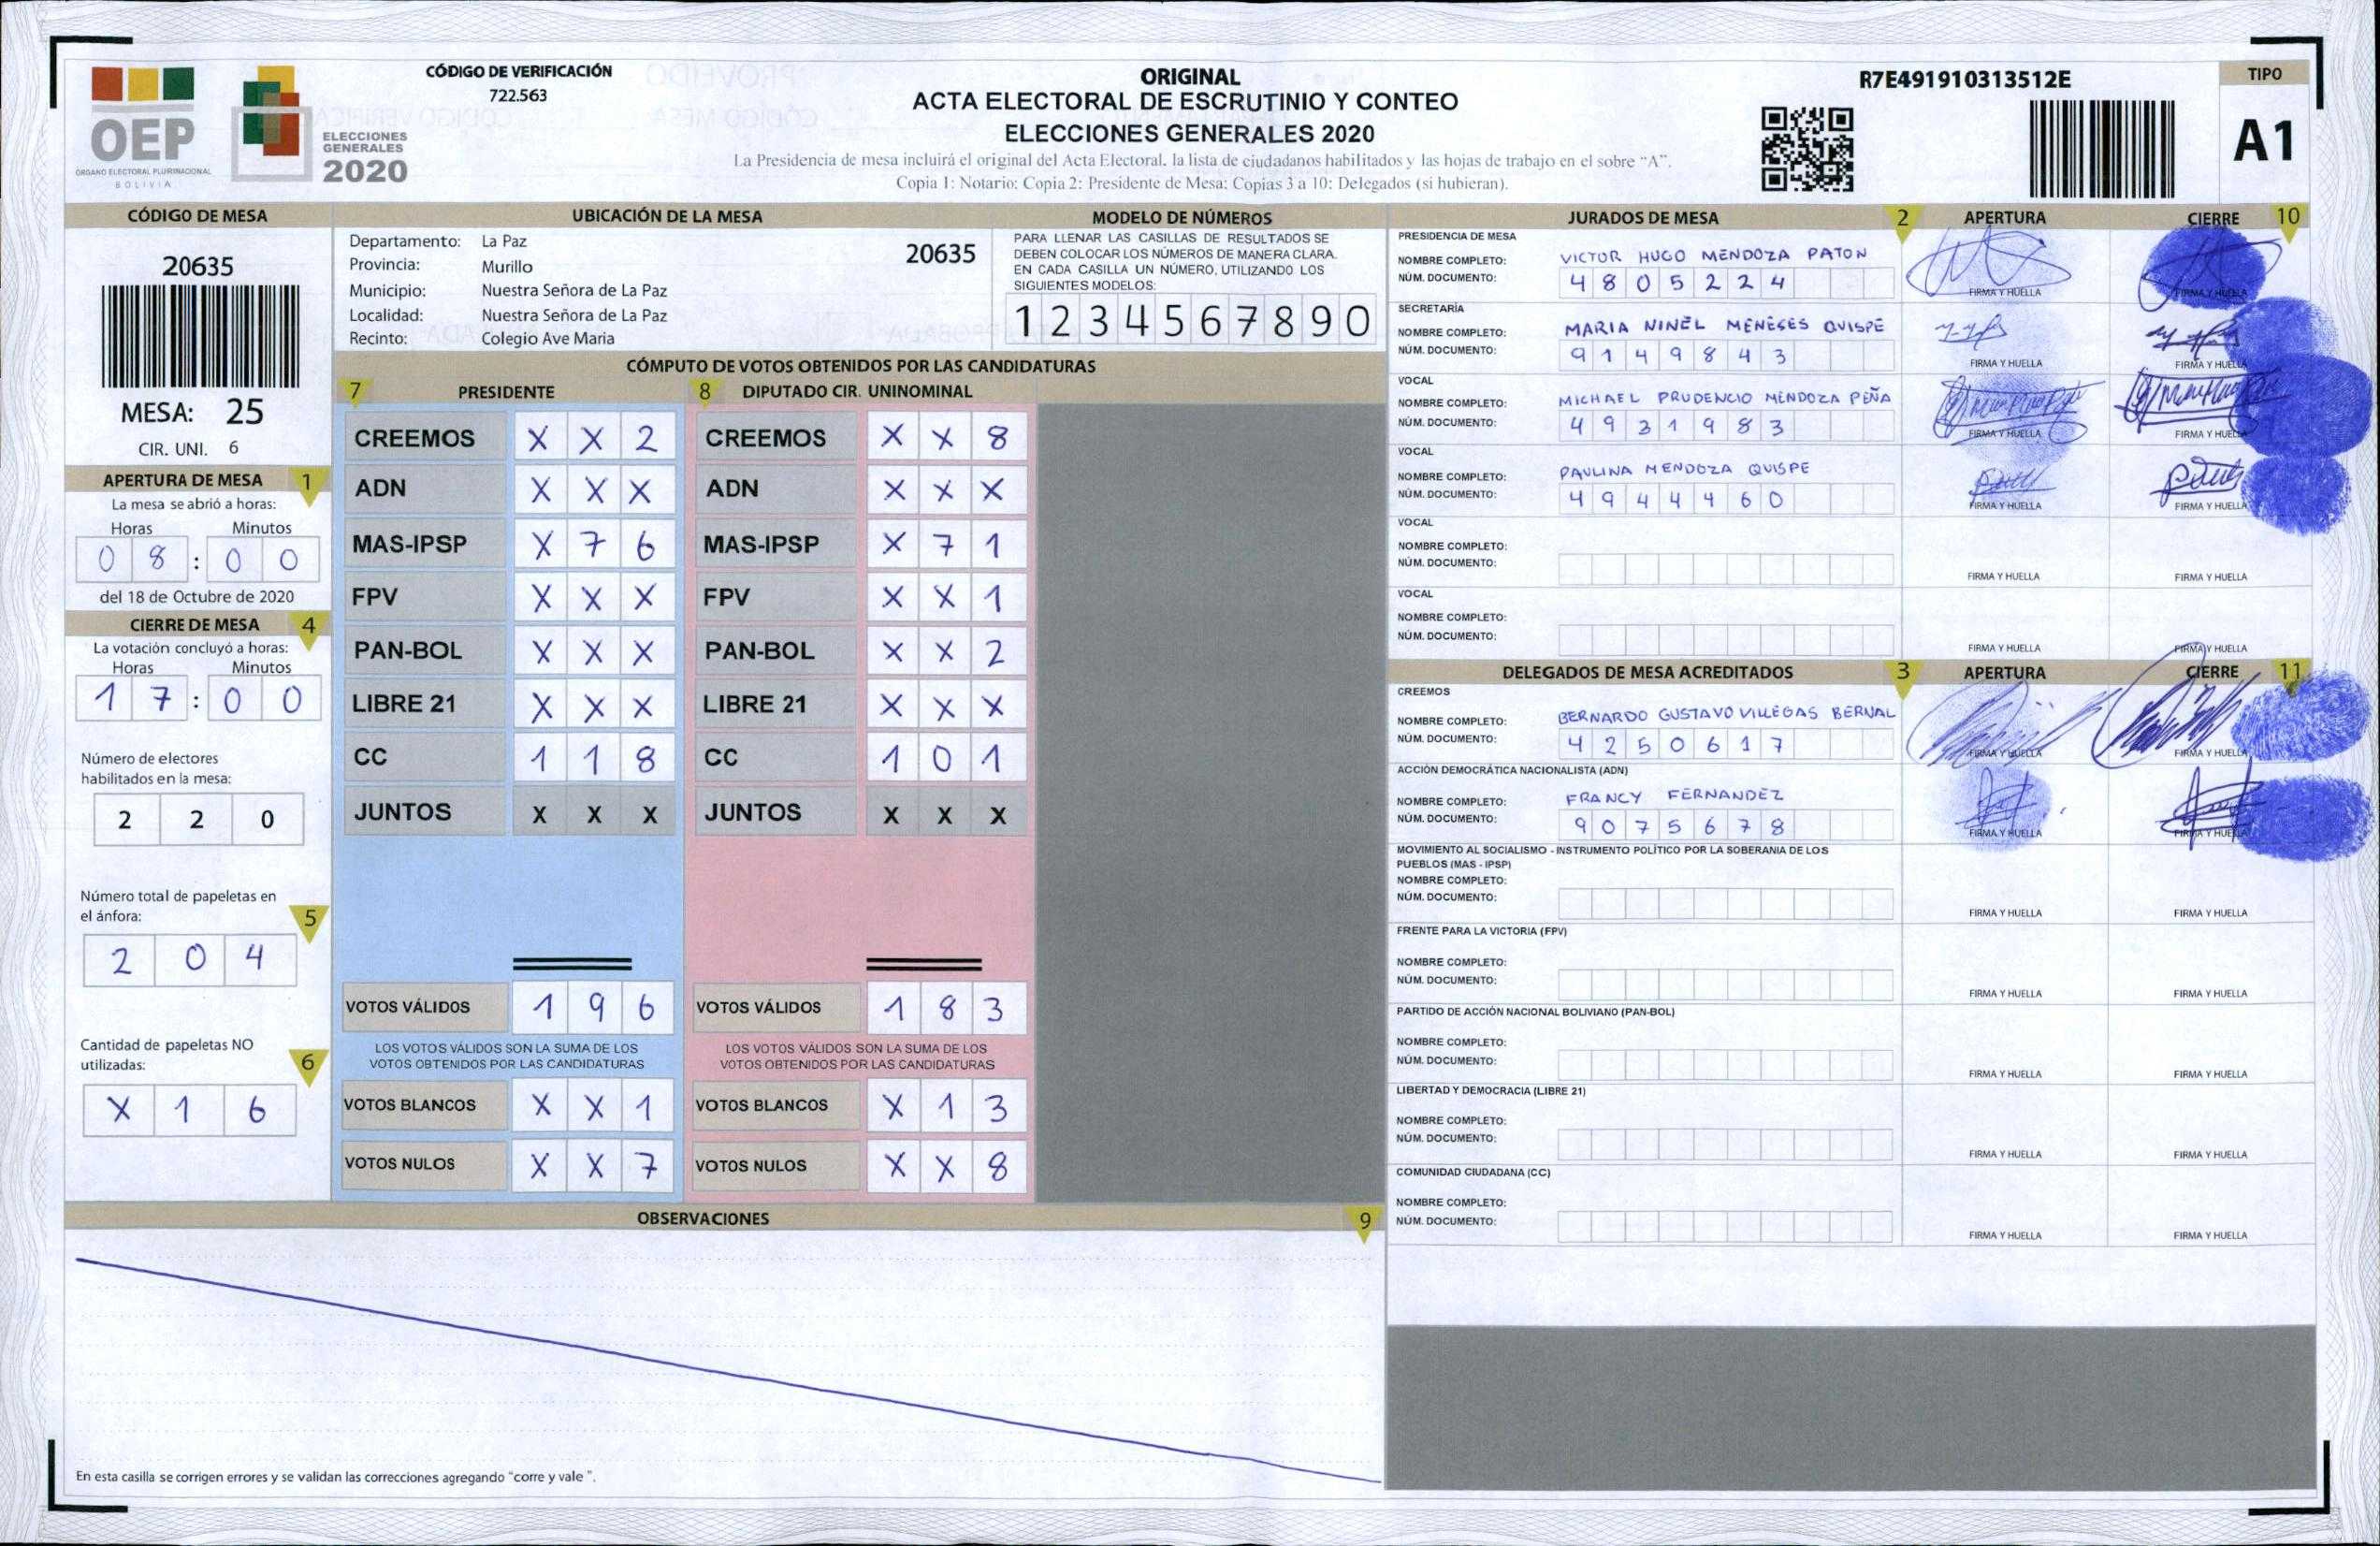 OEP
ÓRGANO ELECTORAL PLURINACIONAL
BOLIVIA
ELECCIONES
GENERALES
2020
CÓDIGO DE VERIFICACIÓN
722.563
ORIGINAL
ACTA ELECTORAL DE ESCRUTINIO Y CONTEO
ELECCIONES GENERALES 2020
La Presidencia de mesa incluirá el original del Acta Electoral, la lista de ciudadanos habilitados y las hojas de trabajo en el sobre "A".
Copia 1: Notario; Copia 2: Presidente de Mesa; Copias 3 a 10: Delegados (si hubieran).
R7E491910313512E
TIPO
A1
CÓDIGO DE MESA
20635
MESA: 25
CIR. UNI. 6
APERTURA DE MESA 1
La mesa se abrió a horas:
Horas Minutos
0 8 : 0 0
del 18 de Octubre de 2020
CIERRE DE MESA 4
La votación concluyó a horas:
Horas Minutos
1 7 : 0 0
Número de electores
habilitados en la mesa:
2 2 0
Número total de papeletas en
el ánfora: 5
2 0 4
Cantidad de papeletas NO
utilizadas: 6
X 1 6
UBICACIÓN DE LA MESA
Departamento: La Paz 20635
Provincia: Murillo
Municipio: Nuestra Señora de La Paz
Localidad: Nuestra Señora de La Paz
Recinto: Colegio Ave Maria
MODELO DE NÚMEROS
PARA LLENAR LAS CASILLAS DE RESULTADOS SE
DEBEN COLOCAR LOS NÚMEROS DE MANERA CLARA.
EN CADA CASILLA UN NÚMERO, UTILIZANDO LOS
SIGUIENTES MODELOS:
1 2 3 4 5 6 7 8 9 0
CÓMPUTO DE VOTOS OBTENIDOS POR LAS CANDIDATURAS
7 PRESIDENTE 8 DIPUTADO CIR. UNINOMINAL
CREEMOS X X 2 CREEMOS X X 8
ADN X X X ADN X X X
MAS-IPSP X 7 6 MAS-IPSP X 7 1
FPV X X X FPV X X 1
PAN-BOL X X X PAN-BOL X X 2
LIBRE 21 X X X LIBRE 21 X X X
CC 1 1 8 CC 1 0 1
JUNTOS X X X JUNTOS X X X
VOTOS VÁLIDOS 1 9 6 VOTOS VÁLIDOS 1 8 3
LOS VOTOS VÁLIDOS SON LA SUMA DE LOS LOS VOTOS VÁLIDOS SON LA SUMA DE LOS
VOTOS OBTENIDOS POR LAS CANDIDATURAS VOTOS OBTENIDOS POR LAS CANDIDATURAS
VOTOS BLANCOS X X 1 VOTOS BLANCOS X 1 3
VOTOS NULOS X X 7 VOTOS NULOS X X 8
OBSERVACIONES 9
En esta casilla se corrigen errores y se validan las correcciones agregando "corre y vale ".
JURADOS DE MESA 2 APERTURA CIERRE 10
PRESIDENCIA DE MESA
NOMBRE COMPLETO: VICTOR HUGO MENDOZA PATON
NÚM. DOCUMENTO: 4 8 0 5 2 2 4
FIRMA Y HUELLA FIRMA Y HUELLA
SECRETARÍA
NOMBRE COMPLETO: MARIA NINEL MENESES QUISPE
NÚM. DOCUMENTO: 9 1 4 9 8 4 3
FIRMA Y HUELLA FIRMA Y HUELLA
VOCAL
NOMBRE COMPLETO: MICHAEL PRUDENCIO MENDOZA PEÑA
NÚM. DOCUMENTO: 4 9 3 1 9 8 3
FIRMA Y HUELLA FIRMA Y HUELLA
VOCAL
NOMBRE COMPLETO: PAULINA MENDOZA QUISPE
NÚM. DOCUMENTO: 4 9 4 4 4 6 0
FIRMA Y HUELLA FIRMA Y HUELLA
VOCAL
NOMBRE COMPLETO:
NÚM. DOCUMENTO:
FIRMA Y HUELLA FIRMA Y HUELLA
VOCAL
NOMBRE COMPLETO:
NÚM. DOCUMENTO:
FIRMA Y HUELLA FIRMA Y HUELLA
DELEGADOS DE MESA ACREDITADOS 3 APERTURA CIERRE 11
CREEMOS
NOMBRE COMPLETO: BERNARDO GUSTAVO VILLEGAS BERNAL
NÚM. DOCUMENTO: 4 2 5 0 6 1 7
FIRMA Y HUELLA FIRMA Y HUELLA
ACCIÓN DEMOCRÁTICA NACIONALISTA (ADN)
NOMBRE COMPLETO: FRANCY FERNANDEZ
NÚM. DOCUMENTO: 9 0 7 5 6 7 8
FIRMA Y HUELLA FIRMA Y HUELLA
MOVIMIENTO AL SOCIALISMO - INSTRUMENTO POLÍTICO POR LA SOBERANIA DE LOS
PUEBLOS (MAS - IPSP)
NOMBRE COMPLETO:
NÚM. DOCUMENTO:
FIRMA Y HUELLA FIRMA Y HUELLA
FRENTE PARA LA VICTORIA (FPV)
NOMBRE COMPLETO:
NÚM. DOCUMENTO:
FIRMA Y HUELLA FIRMA Y HUELLA
PARTIDO DE ACCIÓN NACIONAL BOLIVIANO (PAN-BOL)
NOMBRE COMPLETO:
NÚM. DOCUMENTO:
FIRMA Y HUELLA FIRMA Y HUELLA
LIBERTAD Y DEMOCRACIA (LIBRE 21)
NOMBRE COMPLETO:
NÚM. DOCUMENTO:
FIRMA Y HUELLA FIRMA Y HUELLA
COMUNIDAD CIUDADANA (CC)
NOMBRE COMPLETO:
NÚM. DOCUMENTO:
FIRMA Y HUELLA FIRMA Y HUELLA